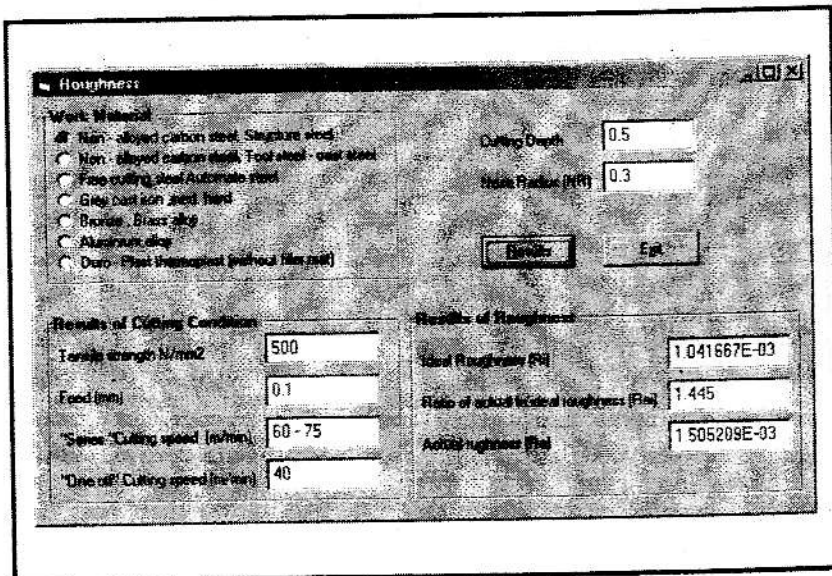 Roughness
Work Material
Non - alloyed carbon steel, Structure steel
Non - alloyed carbon steel, Tool steel - cast steel
Free cutting steel Automate steel
Grey cast iron ,med. hard
Bronze , Brass alloy
Aluminium alloy
Duro - Plast thermoplast (without filler mat)
Cutting Depth
0.5
Nose Radius (NR)
0.3
Results
Exit
Results of Cutting Condition
Tensile strength N/mm2
500
Feed (mm)
0.1
"Series "Cutting speed (m/min)
60 - 75
"One off" Cutting speed (m/min)
40
Results of Roughness
Ideal Roughness (Ri)
1.041667E-03
Ratio of actual to ideal roughness (Rai)
1.445
Actual rughness (Ra)
1.505209E-03